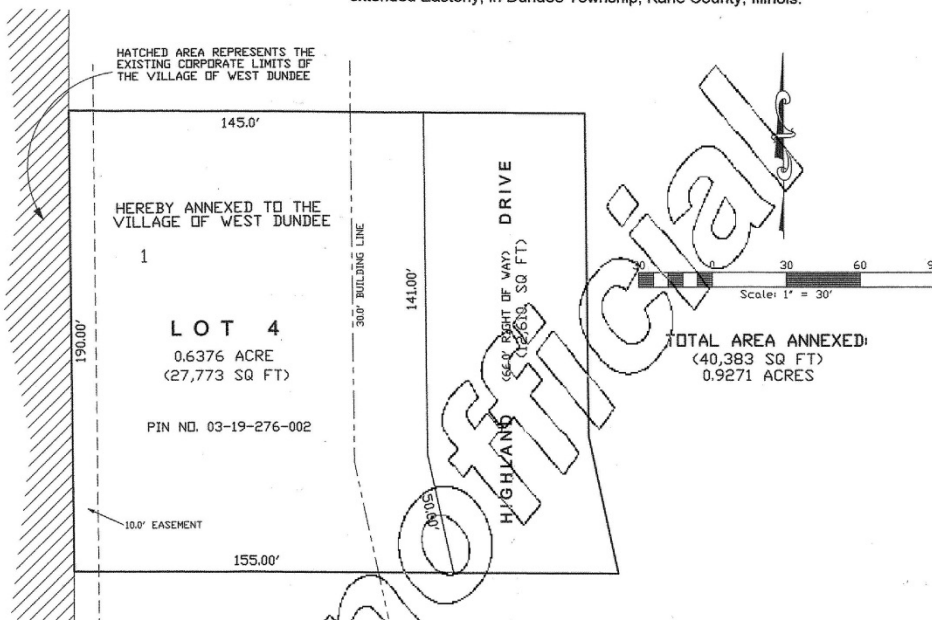 extended Easterly, in Dundee Township, Kane County, Illinois.
HATCHED AREA REPRESENTS THE
EXISTING CORPORATE LIMITS OF
THE VILLAGE OF WEST DUNDEE
145.0'
HEREBY ANNEXED TO THE
VILLAGE OF WEST DUNDEE
1
LOT 4
0.6376 ACRE
(27,773 SQ FT)
PIN NO. 03-19-276-002
190.00'
10.0' EASEMENT
155.00'
30.0' BUILDING LINE
141.00'
50.00'
HIGHLAND DRIVE
(66.0' RIGHT OF WAY)
(12,610 SQ FT)
30 0 30 60
Scale: 1" = 30'
TOTAL AREA ANNEXED:
(40,383 SQ FT)
0.9271 ACRES